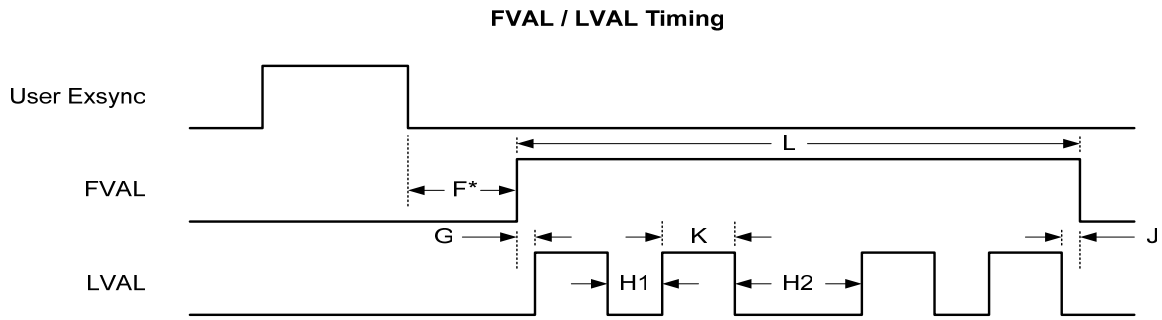 FVAL / LVAL Timing
User Exsync
L
FVAL
F*
G
K
J
LVAL
H1
H2